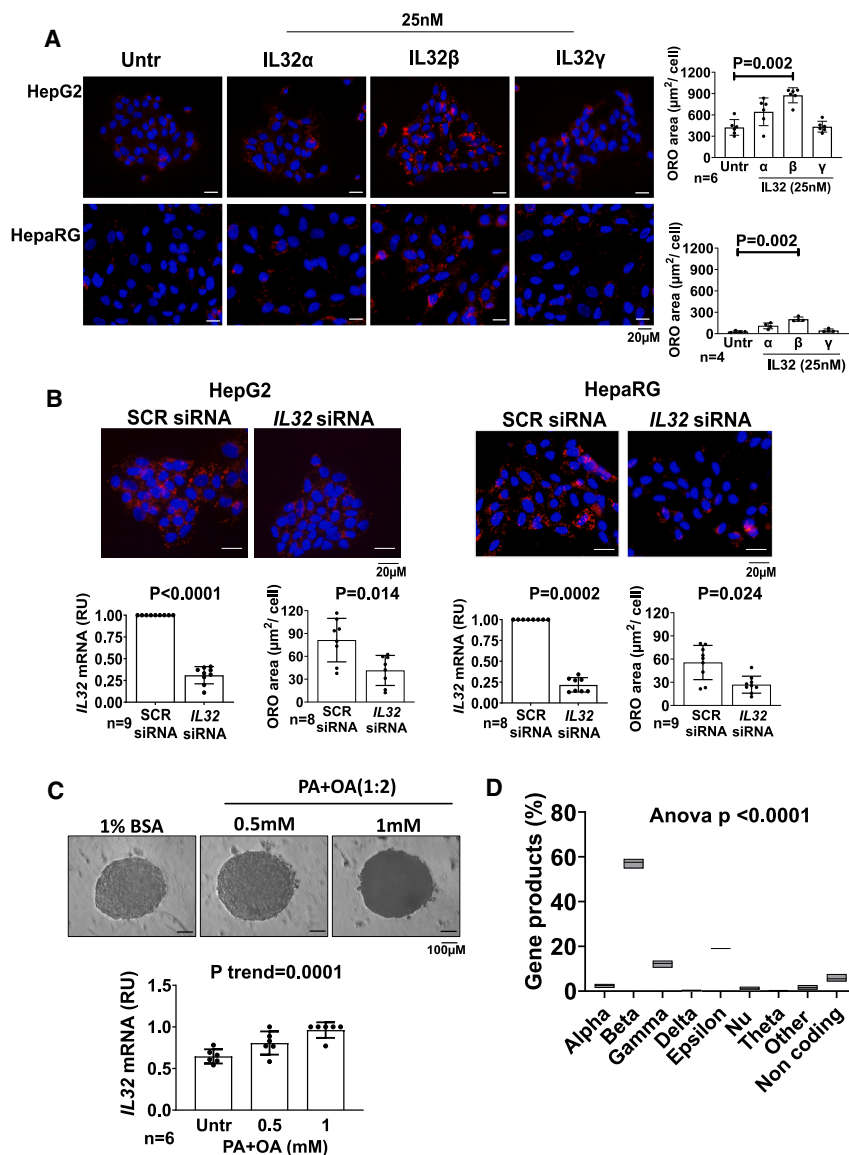 A
25nM
Untr IL32α IL32β IL32γ
HepG2
HepaRG
20μM
P=0.002
ORO area (μm²/ cell)
1200
900
600
300
0
Untr α β γ
n=6 IL32 (25nM)
P=0.002
ORO area (μm²/ cell)
1200
900
600
300
0
Untr α β γ
n=4 IL32 (25nM)
B
HepG2
SCR siRNA IL32 siRNA
20μM
P<0.0001
IL32 mRNA (RU)
1.00
0.75
0.50
0.25
0
n=9 SCR siRNA IL32 siRNA
P=0.014
ORO area (μm²/ cell)
120
90
60
30
0
n=8 SCR siRNA IL32 siRNA
HepaRG
SCR siRNA IL32 siRNA
20μM
P=0.0002
IL32 mRNA (RU)
1.00
0.75
0.50
0.25
0
n=8 SCR siRNA IL32 siRNA
P=0.024
ORO area (μm²/ cell)
120
90
60
30
0
n=9 SCR siRNA IL32 siRNA
C
PA+OA(1:2)
1% BSA 0.5mM 1mM
100μM
P trend=0.0001
IL32 mRNA (RU)
1.5
1.0
0.5
0.0
Untr 0.5 1
n=6 PA+OA (mM)
D
Anova p <0.0001
Gene products (%)
80
60
40
20
0
Alpha
Beta
Gamma
Delta
Epsilon
Nu
Theta
Other
Non coding